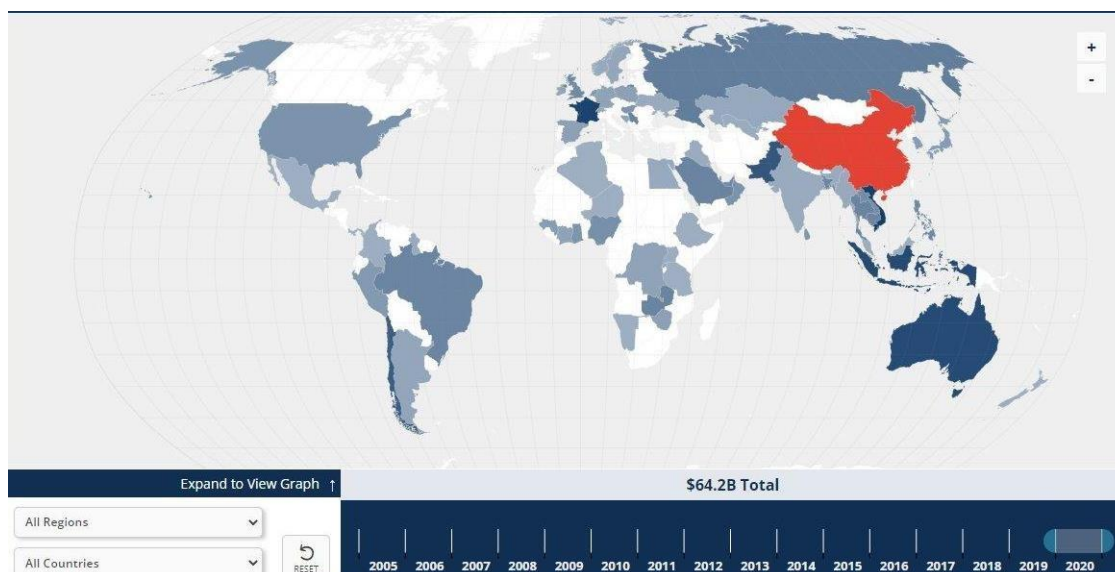 +
-
Expand to View Graph ↑
$64.2B Total
All Regions
All Countries
RESET
2005 2006 2007 2008 2009 2010 2011 2012 2013 2014 2015 2016 2017 2018 2019 2020